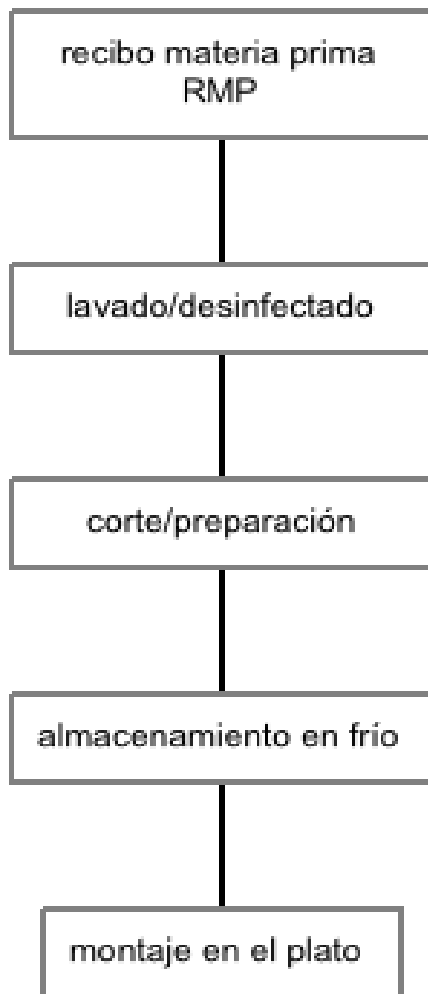 recibo materia prima
RMP
lavado/desinfectado
corte/preparación
almacenamiento en frío
montaje en el plato